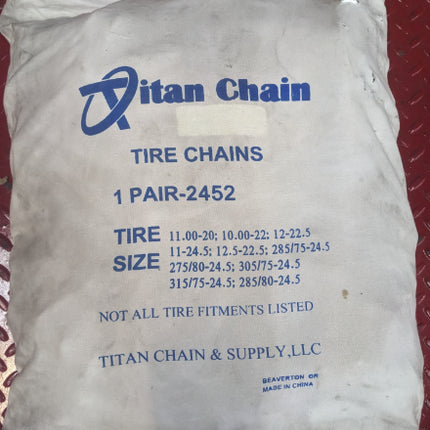 Titan Chain
TIRE CHAINS
1 PAIR-2452
TIRE SIZE
11.00-20; 10.00-22; 12-22.5
11-24.5; 12.5-22.5; 285/75-24.5
275/80-24.5; 305/75-24.5
315/75-24.5; 285/80-24.5
NOT ALL TIRE FITMENTS LISTED
TITAN CHAIN & SUPPLY,LLC
BEAVERTON OR
MADE IN CHINA